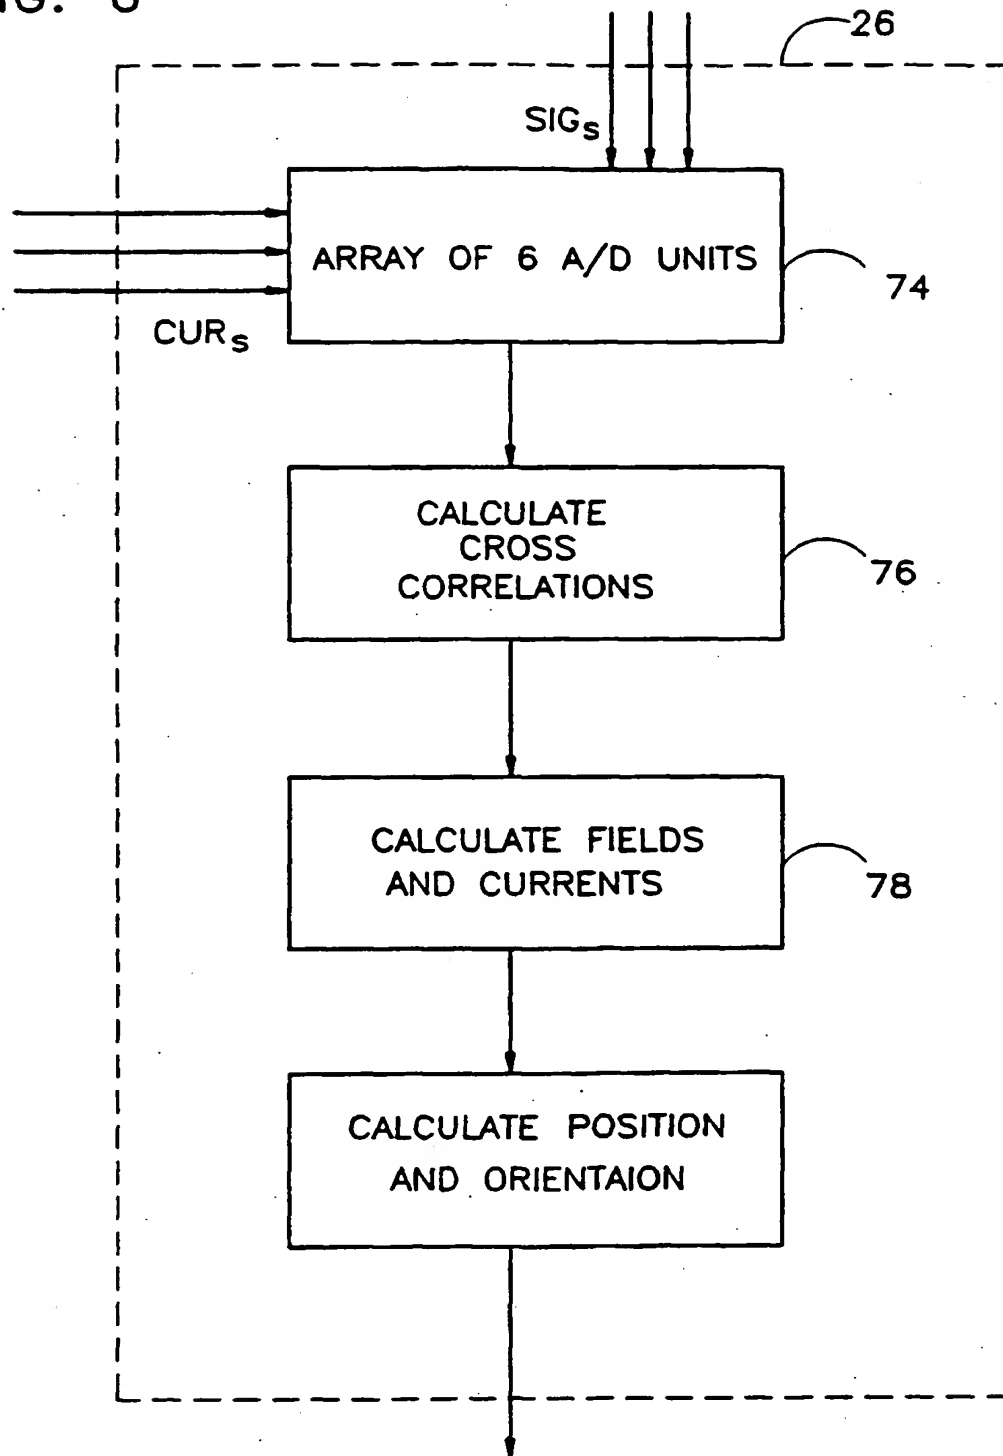 26
SIGs
ARRAY OF 6 A/D UNITS
74
CURs
CALCULATE
CROSS
CORRELATIONS
76
CALCULATE FIELDS
AND CURRENTS
78
CALCULATE POSITION
AND ORIENTAION